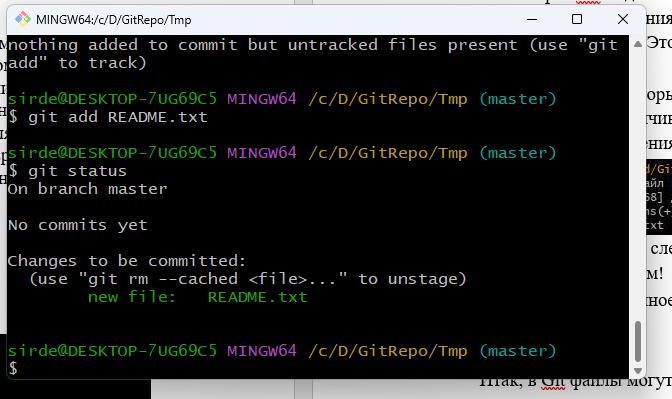 MINGW64:/c/D/GitRepo/Tmp
nothing added to commit but untracked files present (use "git
add" to track)
sirde@DESKTOP-7UG69C5 MINGW64 /c/D/GitRepo/Tmp (master)
$ git add README.txt
sirde@DESKTOP-7UG69C5 MINGW64 /c/D/GitRepo/Tmp (master)
$ git status
On branch master
No commits yet
Changes to be committed:
(use "git rm --cached <file>..." to unstage)
new file: README.txt
sirde@DESKTOP-7UG69C5 MINGW64 /c/D/GitRepo/Tmp (master)
$
Итак, в Git файлы могут